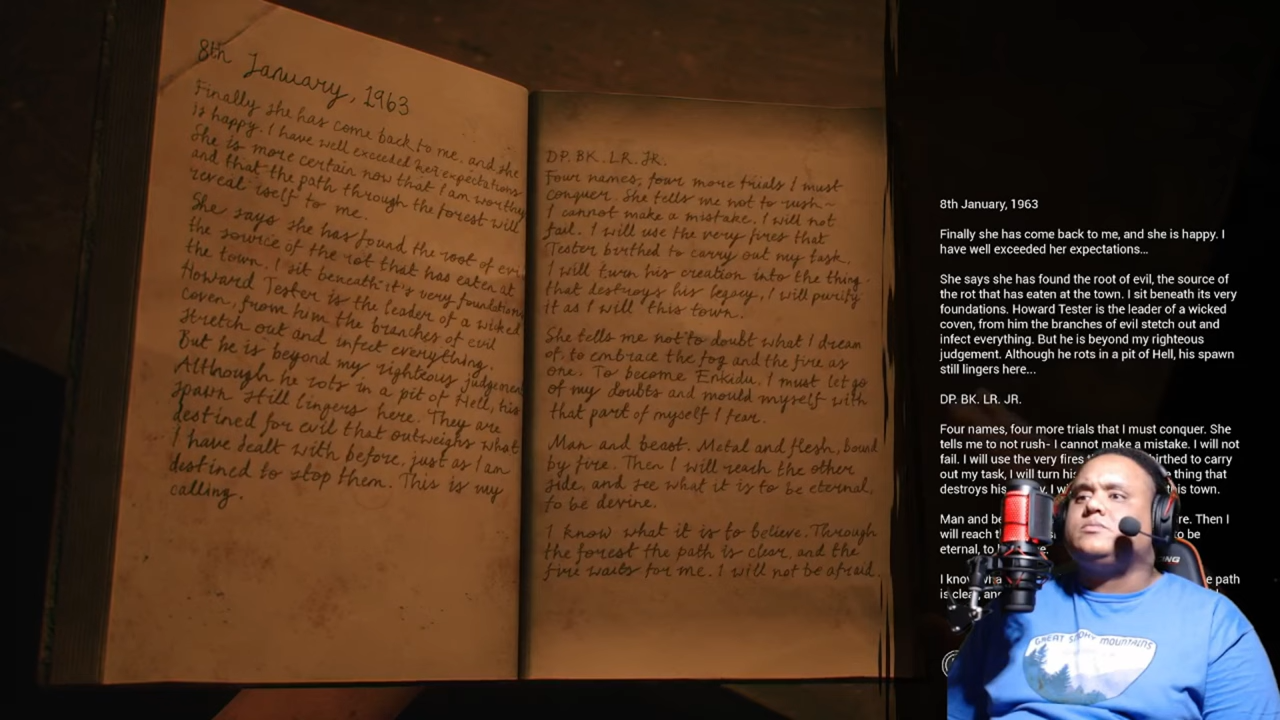 8th January, 1963
Finally she has come back to me, and she
is happy. I have well exceeded her expectations
She is more certain now that I am worthy
and that the path through the forest will
reveal iself to me.
She says she has found the root of evi
the source of the rot that has eaten at
the town. I sit beneath it's very foundation
Howard Tester is the leader of a wicked
coven, from him the branches of evil
stretch out and infect everything.
But he is beyond my righteous judgemen
Although he rots in a pit of Hell, his
spawn still lingers here. They are
destined for evil that outweighs what
I have dealt with before, just as I am
destined to stop them. This is my
calling.
DP. BK. LR. JR.
Four names, four more trials I must
conquer. She tells me not to rush~
I cannot make a mistake. I will not
fail. I will use the very fires that
Tester birthed to carry out my task.
I will turn his creation into the thing
that destroys his legacy, I will purify
it as I will this town.
She tells me not to doubt what I dream
of, to embrace the fog and the fire as
one. To become Enkidu, I must let go
of my doubts and mould myself with
that part of myself I fear.
Man and beast. Metal and flesh, bound
by fire. Then I will reach the other
side, and see what it is to be eternal,
to be devine.
I know what it is to believe. Through
the forest the path is clear, and the
fire waits for me. I will not be afraid.
8th January, 1963
Finally she has come back to me, and she is happy. I
have well exceeded her expectations...
She says she has found the root of evil, the source of
the rot that has eaten at the town. I sit beneath its very
foundations. Howard Tester is the leader of a wicked
coven, from him the branches of evil stetch out and
infect everything. But he is beyond my righteous
judgement. Although he rots in a pit of Hell, his spawn
still lingers here...
DP. BK. LR. JR.
Four names, four more trials that I must conquer. She
tells me to not rush- I cannot make a mistake. I will not
fail. I will use the very fires birthed to carry
out my task, I will turn his thing that
destroys his is town.
Man and be re. Then I
will reach to be
eternal, to
I know e path
is clear, an
GREAT SMOKY MOUNTAINS